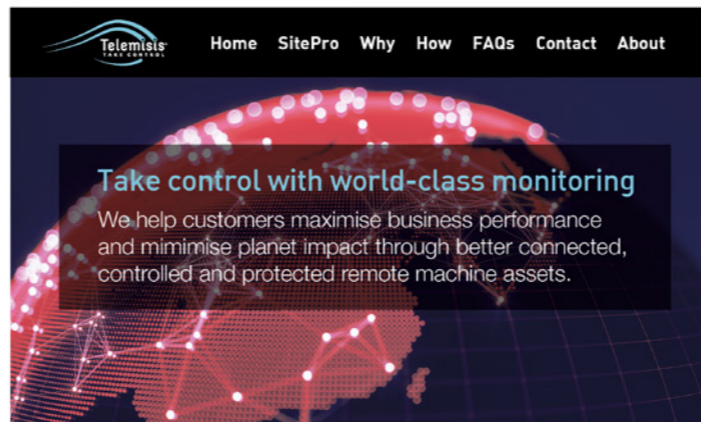 Telemisis
TAKE CONTROL
Home SitePro Why How FAQs Contact About
Take control with world-class monitoring
We help customers maximise business performance
and mimimise planet impact through better connected,
controlled and protected remote machine assets.